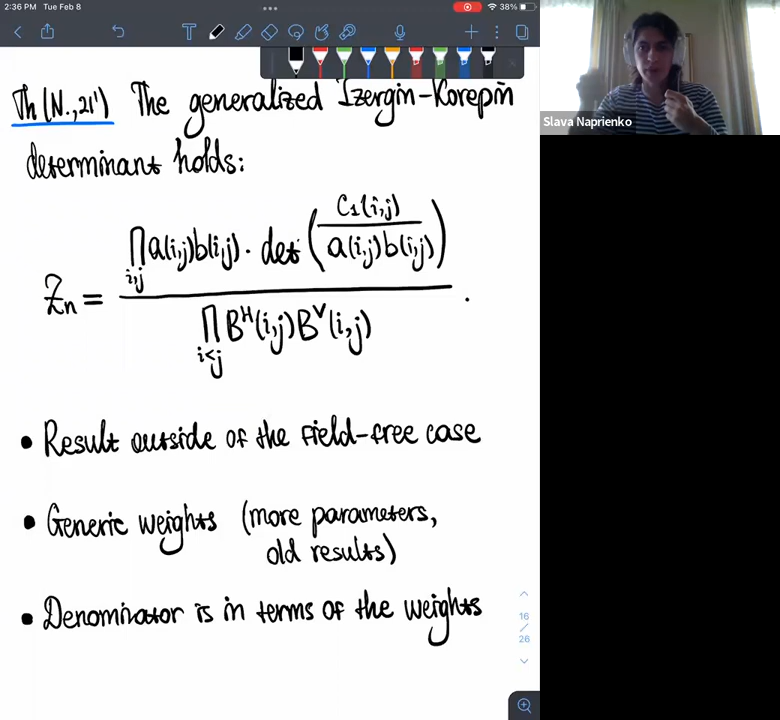 2:36 PM Tue Feb 8
38%
Th (N., 21') The generalized Izergin-Korepin
determinant holds:
Z_n = ∏_{i,j} a(i,j)b(i,j) · det (c_1(i,j) / a(i,j)b(i,j)) / ∏_{i<j} B^H(i,j)B^V(i,j) .
• Result outside of the field-free case
• Generic weights (more parameters,
old results)
• Denominator is in terms of the weights
16
/
26
Slava Naprienko